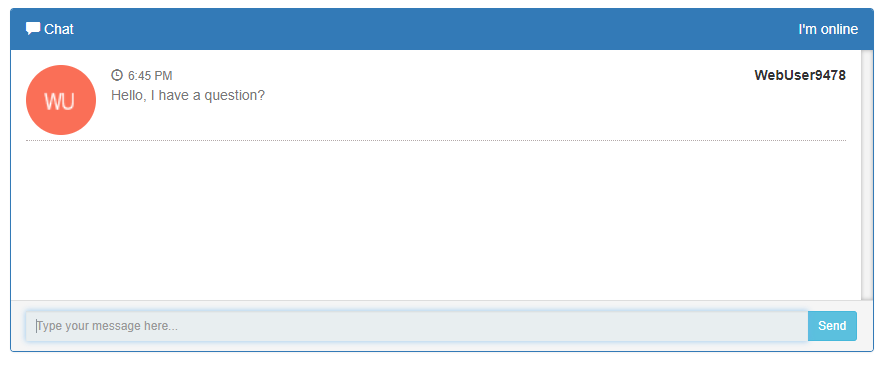 Chat I'm online
WU 6:45 PM WebUser9478
Hello, I have a question?
Type your message here...
Send